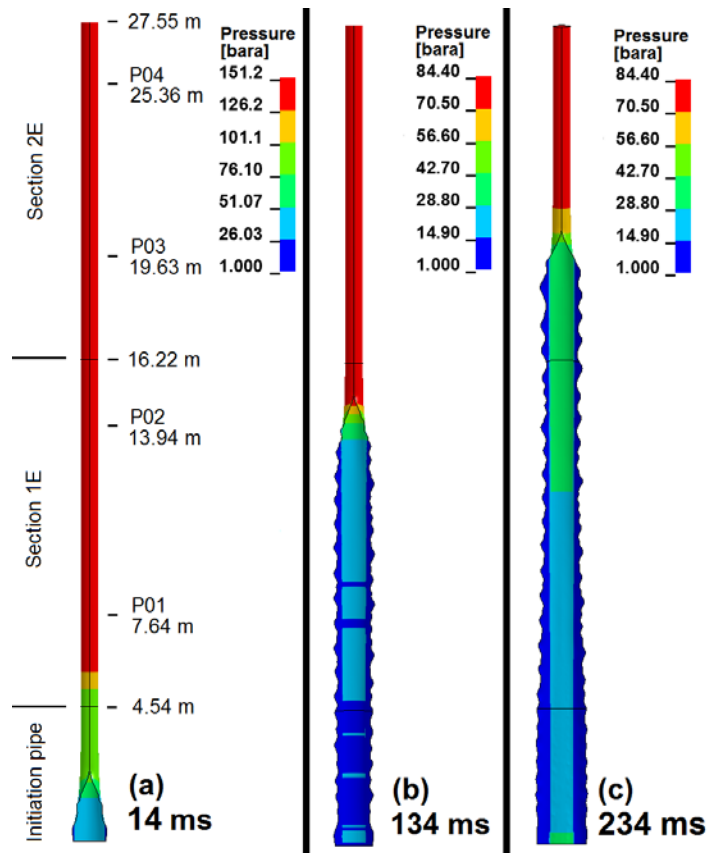 27.55 m
P04
25.36 m
Section 2E
P03
19.63 m
16.22 m
P02
13.94 m
Section 1E
P01
7.64 m
4.54 m
Initiation pipe
Pressure
[bara]
151.2
126.2
101.1
76.10
51.07
26.03
1.000
(a)
14 ms
Pressure
[bara]
84.40
70.50
56.60
42.70
28.80
14.90
1.000
(b)
134 ms
Pressure
[bara]
84.40
70.50
56.60
42.70
28.80
14.90
1.000
(c)
234 ms